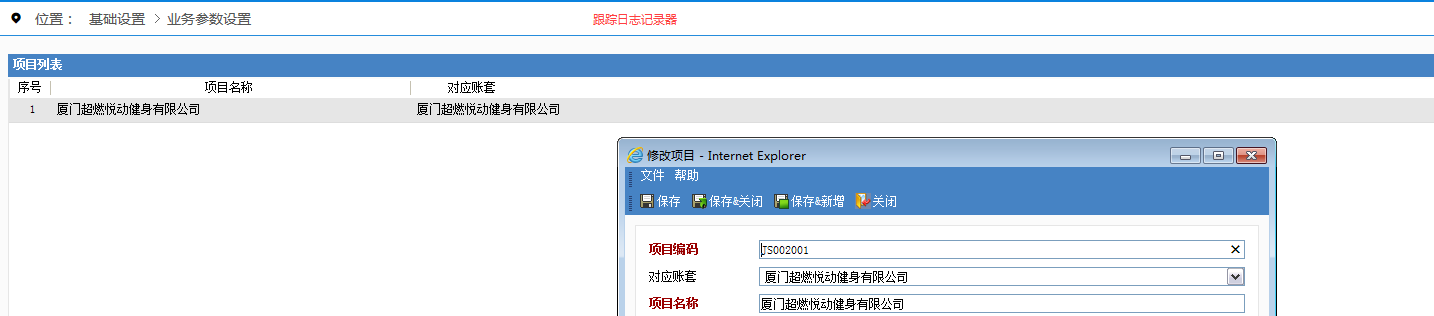 位置： 基础设置 > 业务参数设置 跟踪日志记录器
项目列表
序号 项目名称 对应账套
1 厦门超燃悦动健身有限公司 厦门超燃悦动健身有限公司
修改项目 - Internet Explorer
文件 帮助
保存 保存&关闭 保存&新增 关闭
项目编码 JS002001
对应账套 厦门超燃悦动健身有限公司
项目名称 厦门超燃悦动健身有限公司